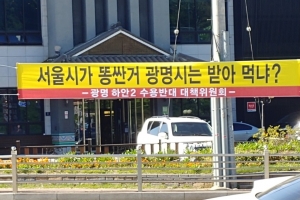 서울시가 똥싼거 광명시는 받아 먹냐?
- 광명 하안2 수용반대 대책위원회 -